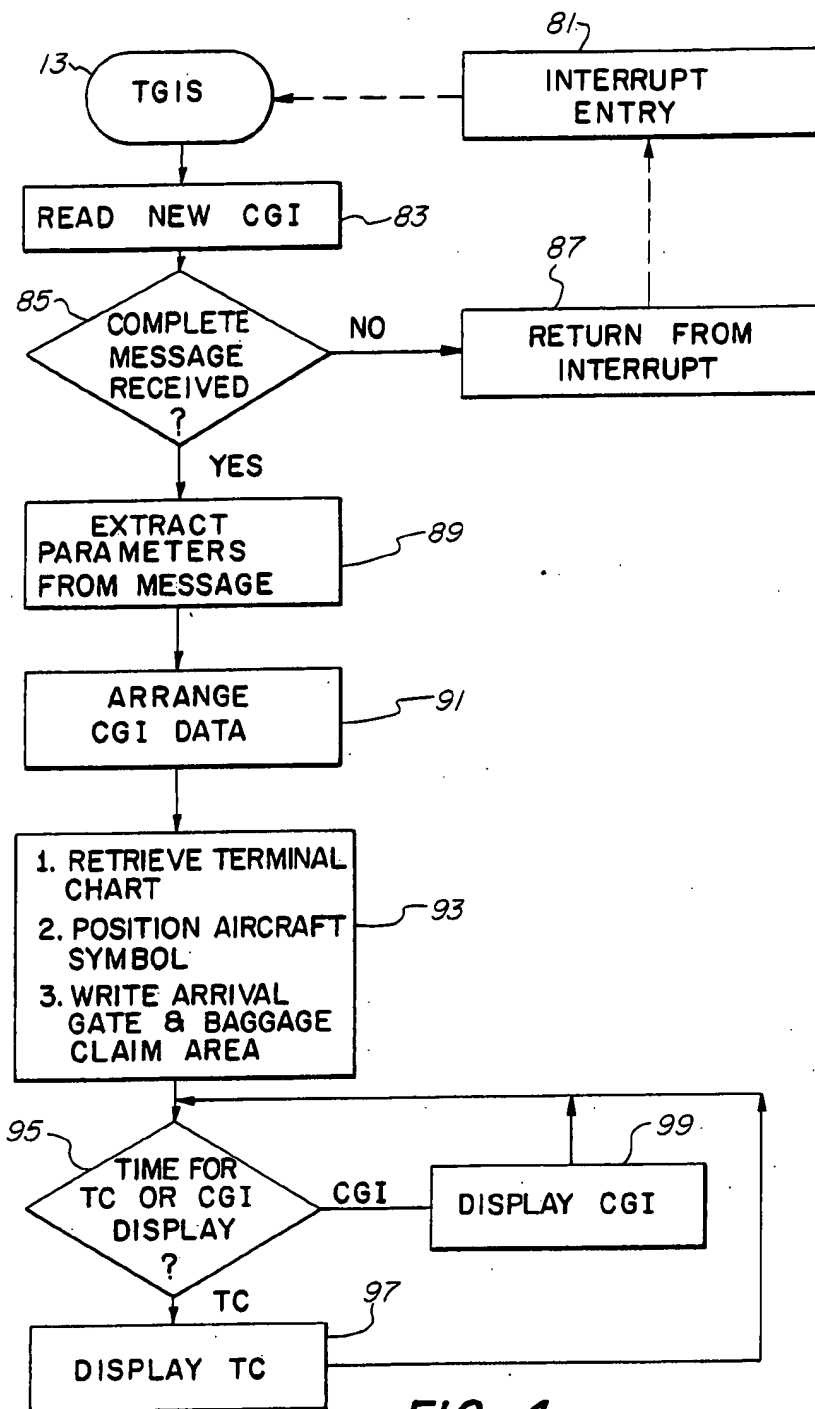 13
TGIS
81
INTERRUPT
ENTRY
READ NEW CGI
83
85
COMPLETE
MESSAGE
RECEIVED
?
NO
87
RETURN FROM
INTERRUPT
YES
EXTRACT
PARAMETERS
FROM MESSAGE
89
ARRANGE
CGI DATA
91
1. RETRIEVE TERMINAL
CHART
2. POSITION AIRCRAFT
SYMBOL
3. WRITE ARRIVAL
GATE & BAGGAGE
CLAIM AREA
93
95
TIME FOR
TC OR CGI
DISPLAY
?
CGI
99
DISPLAY CGI
TC
97
DISPLAY TC